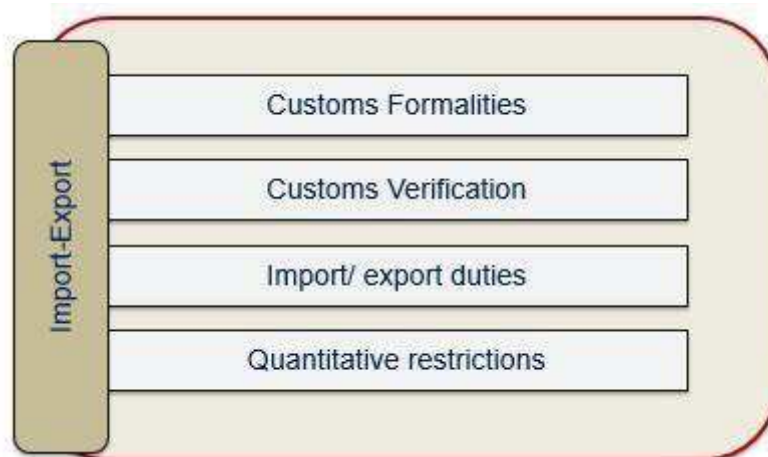 Import-Export
Customs Formalities
Customs Verification
Import/ export duties
Quantitative restrictions